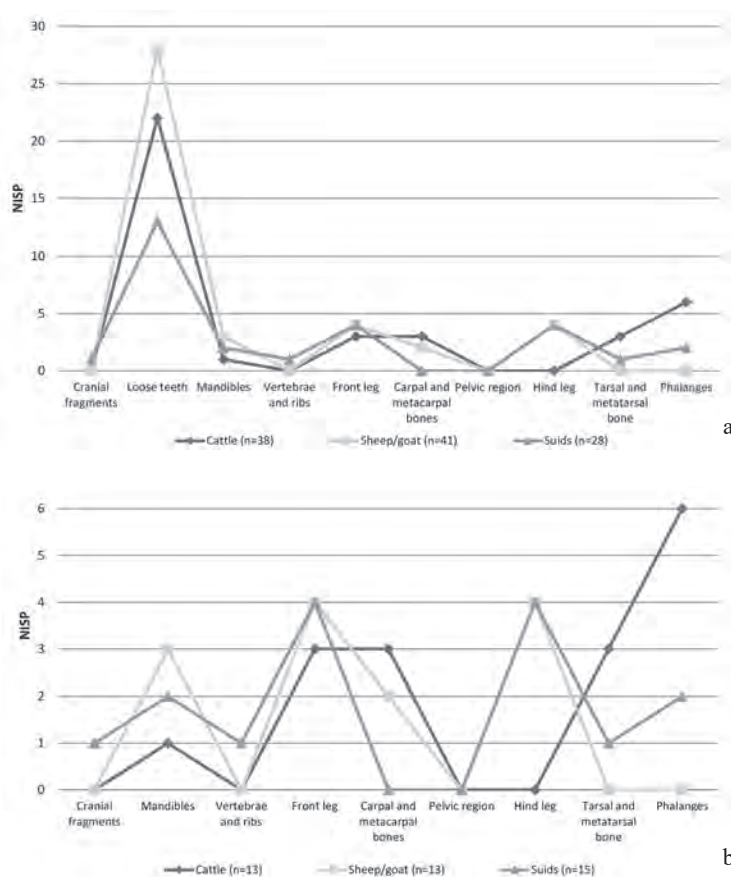 30
25
20
15
10
5
0
NISP
Cranial fragments
Loose teeth
Mandibles
Vertebrae and ribs
Front leg
Carpal and metacarpal bones
Pelvic region
Hind leg
Tarsal and metatarsal bone
Phalanges
Cattle (n=38)
Sheep/goat (n=41)
Suids (n=28)
a
6
5
4
3
2
1
0
NISP
Cranial fragments
Mandibles
Vertebrae and ribs
Front leg
Carpal and metacarpal bones
Pelvic region
Hind leg
Tarsal and metatarsal bone
Phalanges
Cattle (n=13)
Sheep/goat (n=13)
Suids (n=15)
b